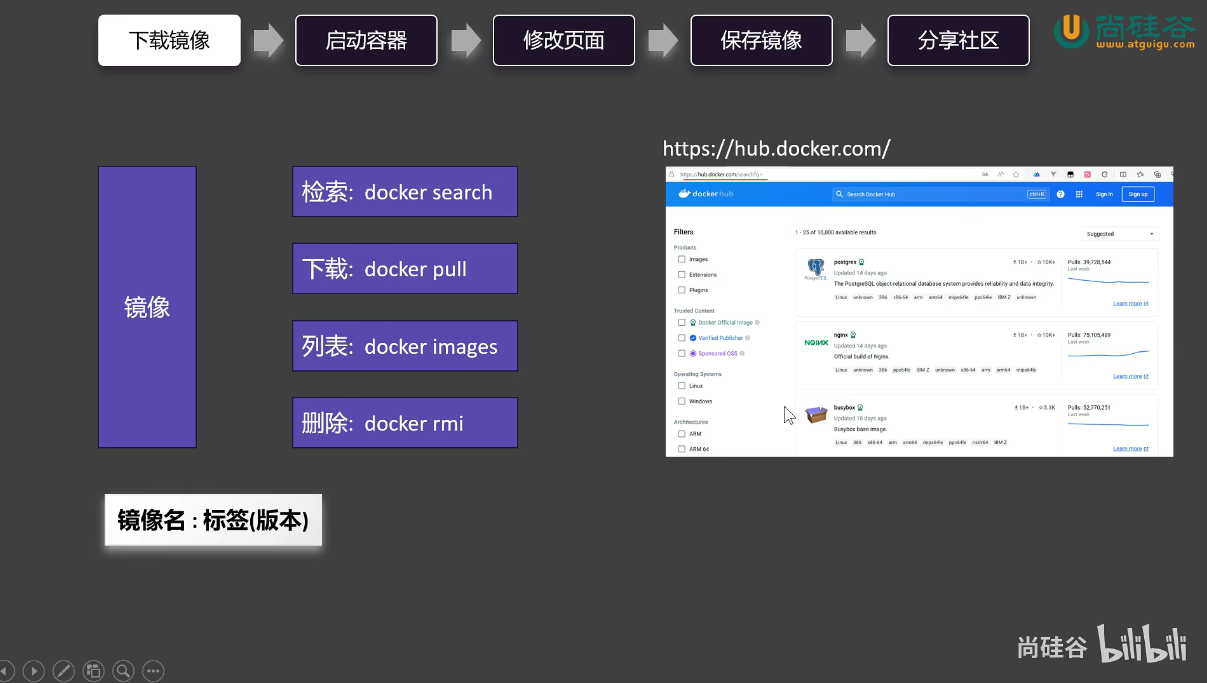 下载镜像
启动容器
修改页面
保存镜像
分享社区
尚硅谷
www.atguigu.com
镜像
检索: docker search
下载: docker pull
列表: docker images
删除: docker rmi
镜像名 : 标签(版本)
https://hub.docker.com/
https://hub.docker.com/search?q=
dockerhub
Search Docker Hub
ctrl+K
Sign In
Sign up
Filters
Products
Images
Extensions
Plugins
Trusted Content
Docker Official Image
Verified Publisher
Sponsored OSS
Operating Systems
Linux
Windows
Architectures
ARM
ARM 64
1 - 25 of 10,000 available results.
Suggested
PostgreSQL
postgres
1B+ · 10K+
Updated 14 days ago
The PostgreSQL object-relational database system provides reliability and data integrity.
Linux unknown 386 x86-64 arm arm64 mips64le ppc64le IBM Z unknown
Pulls: 39,728,544
Last week
Learn more
NGINX
nginx
1B+ · 10K+
Updated 14 days ago
Official build of Nginx.
Linux unknown 386 ppc64le IBM Z unknown x86-64 arm arm64 mips64le
Pulls: 75,105,489
Last week
Learn more
busybox
1B+ · 3.3K
Updated 10 days ago
Busybox base image.
Linux 386 x86-64 arm arm64 mips64le ppc64le riscv64 IBM Z
Pulls: 52,770,251
Last week
Learn more
尚硅谷 bilibili